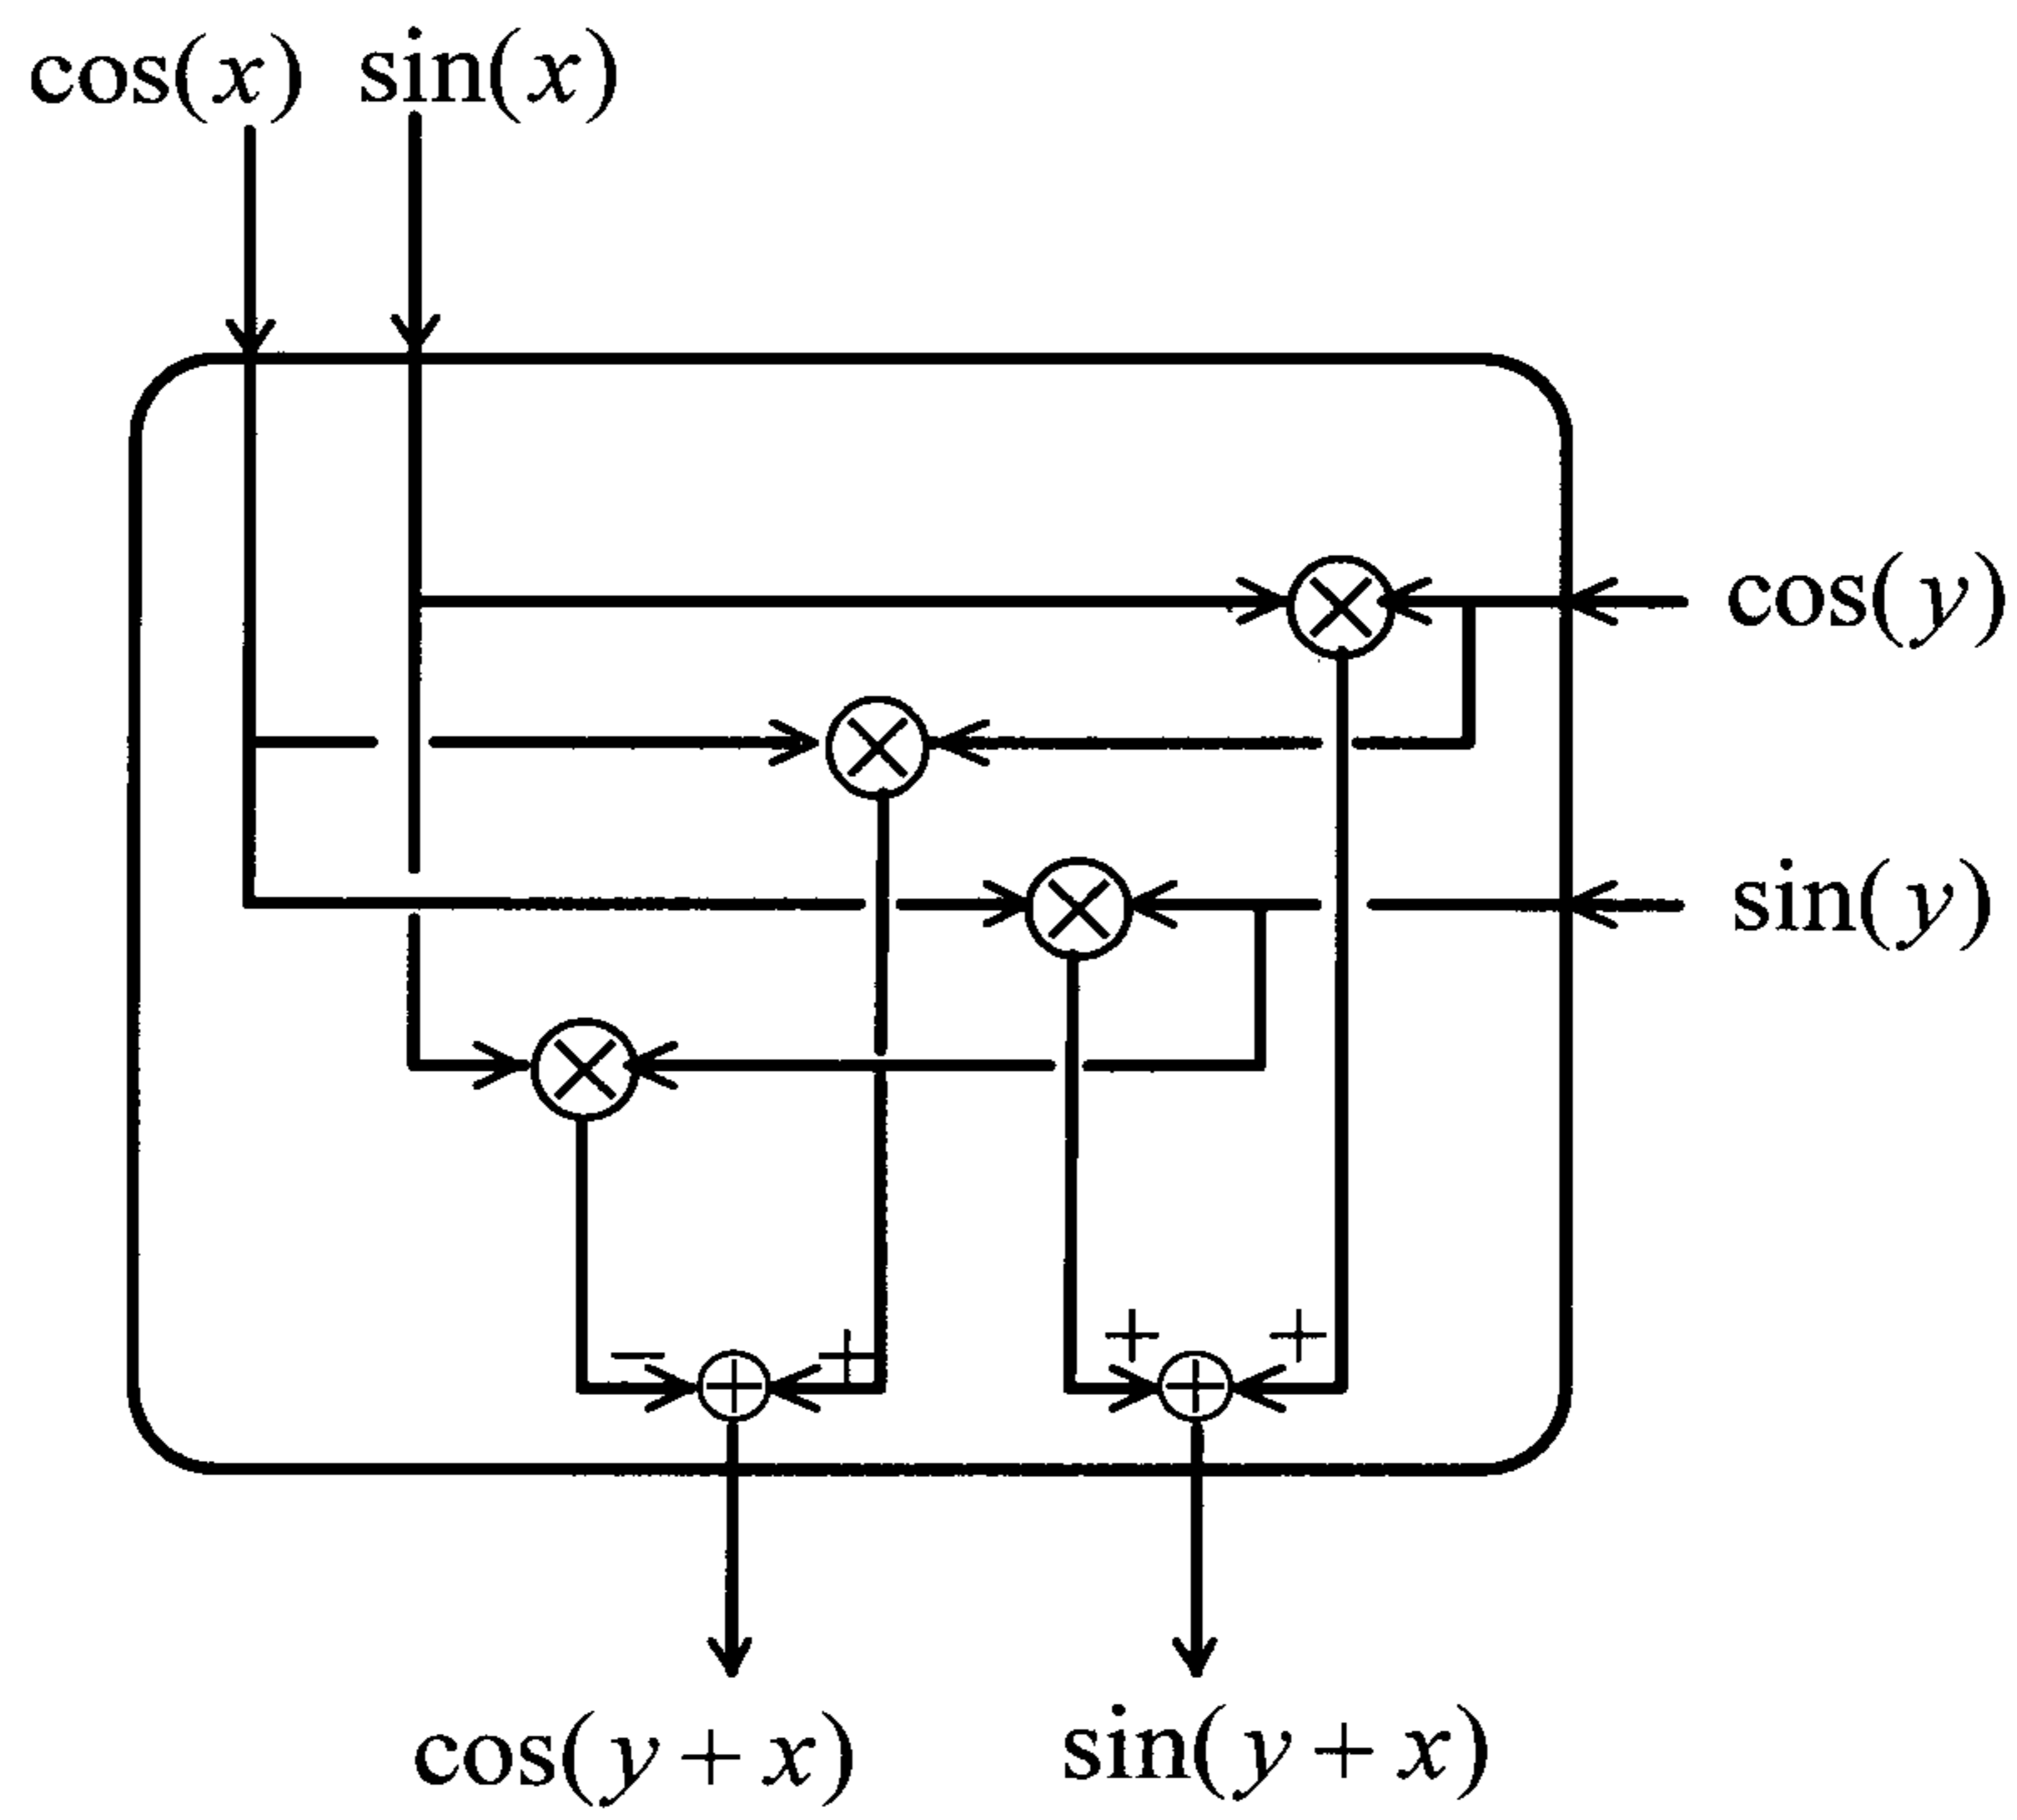 cos(x) sin(x)
cos(y)
sin(y)
− + + +
cos(y + x) sin(y + x)